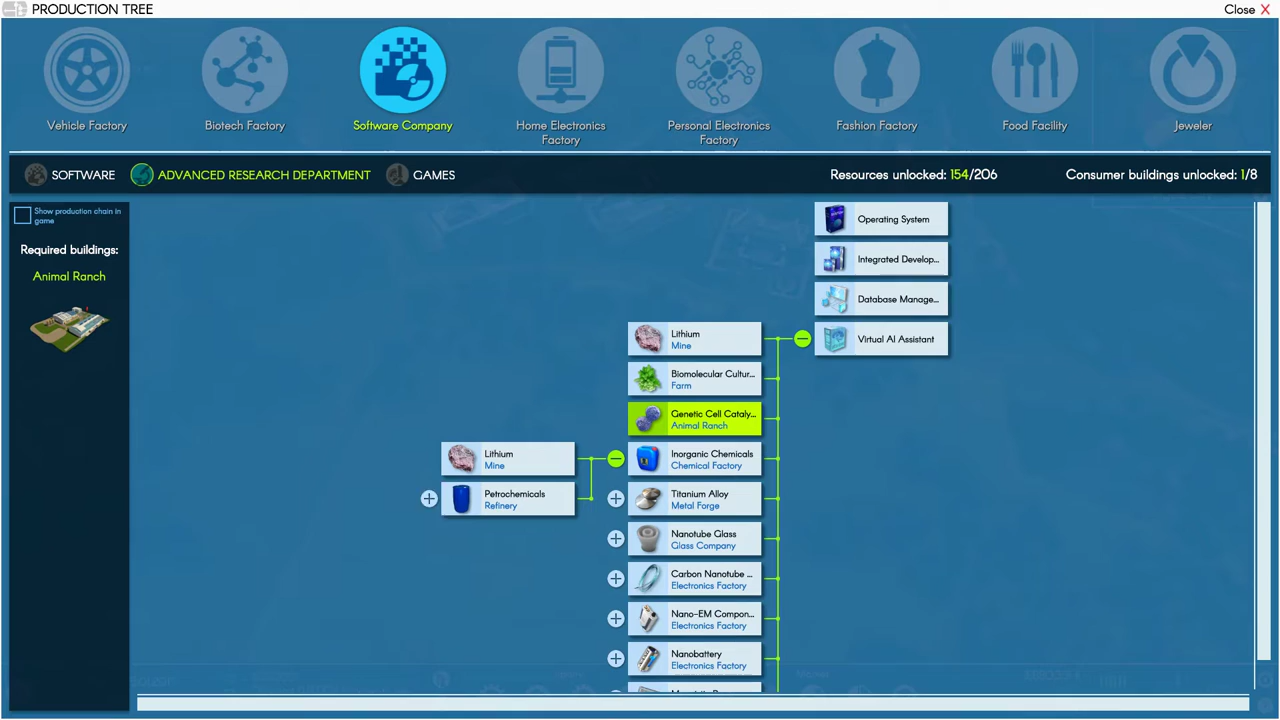 PRODUCTION TREE
Close X
Vehicle Factory
Biotech Factory
Software Company
Home Electronics
Factory
Personal Electronics
Factory
Fashion Factory
Food Facility
Jeweler
SOFTWARE
ADVANCED RESEARCH DEPARTMENT
GAMES
Resources unlocked: 154/206
Consumer buildings unlocked: 1/8
Show production chain in
game
Required buildings:
Animal Ranch
Operating System
Integrated Develop...
Database Manage...
Virtual AI Assistant
Lithium
Mine
Biomolecular Cultur...
Farm
Genetic Cell Cataly...
Animal Ranch
Inorganic Chemicals
Chemical Factory
Lithium
Mine
Petrochemicals
Refinery
Titanium Alloy
Metal Forge
Nanotube Glass
Glass Company
Carbon Nanotube ...
Electronics Factory
Nano-EM Compon...
Electronics Factory
Nanobattery
Electronics Factory